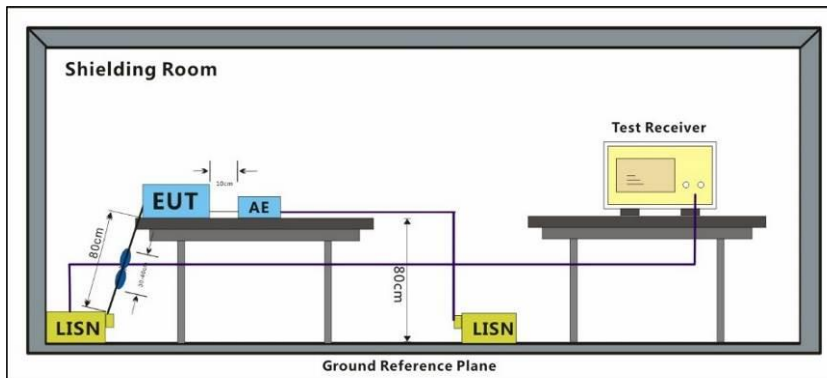 Shielding Room
Test Receiver
10cm
EUT
AE
80cm
80cm
LISN
LISN
Ground Reference Plane